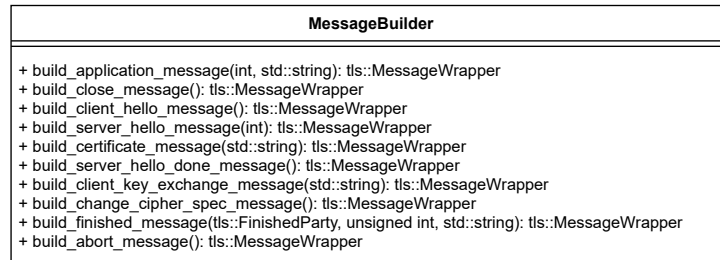 MessageBuilder
+ build_application_message(int, std::string): tls::MessageWrapper
+ build_close_message(): tls::MessageWrapper
+ build_client_hello_message(): tls::MessageWrapper
+ build_server_hello_message(int): tls::MessageWrapper
+ build_certificate_message(std::string): tls::MessageWrapper
+ build_server_hello_done_message(): tls::MessageWrapper
+ build_client_key_exchange_message(std::string): tls::MessageWrapper
+ build_change_cipher_spec_message(): tls::MessageWrapper
+ build_finished_message(tls::FinishedParty, unsigned int, std::string): tls::MessageWrapper
+ build_abort_message(): tls::MessageWrapper